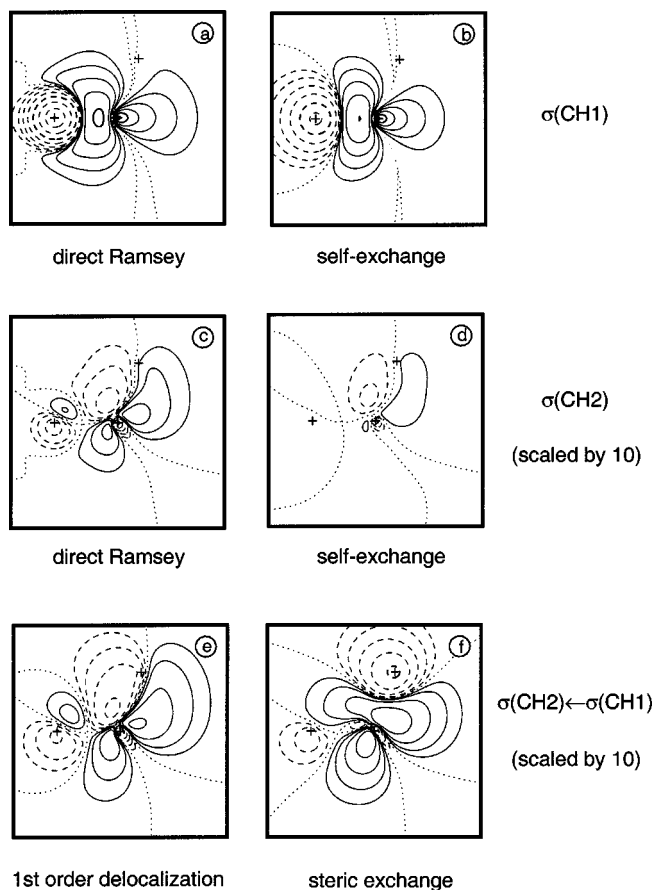 a
b
σ(CH1)
direct Ramsey
self-exchange
c
d
σ(CH2)
(scaled by 10)
direct Ramsey
self-exchange
e
f
σ(CH2)←σ(CH1)
(scaled by 10)
1st order delocalization
steric exchange